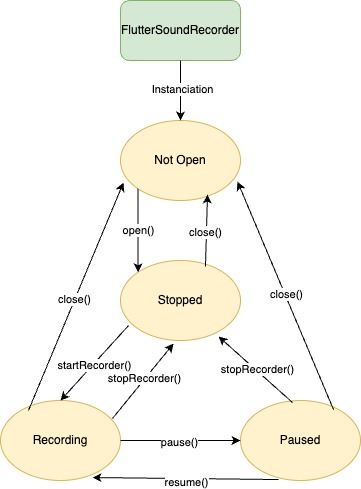 FlutterSoundRecorder
Instanciation
Not Open
open()
close()
Stopped
close()
close()
startRecorder()
stopRecorder()
stopRecorder()
Recording
pause()
Paused
resume()